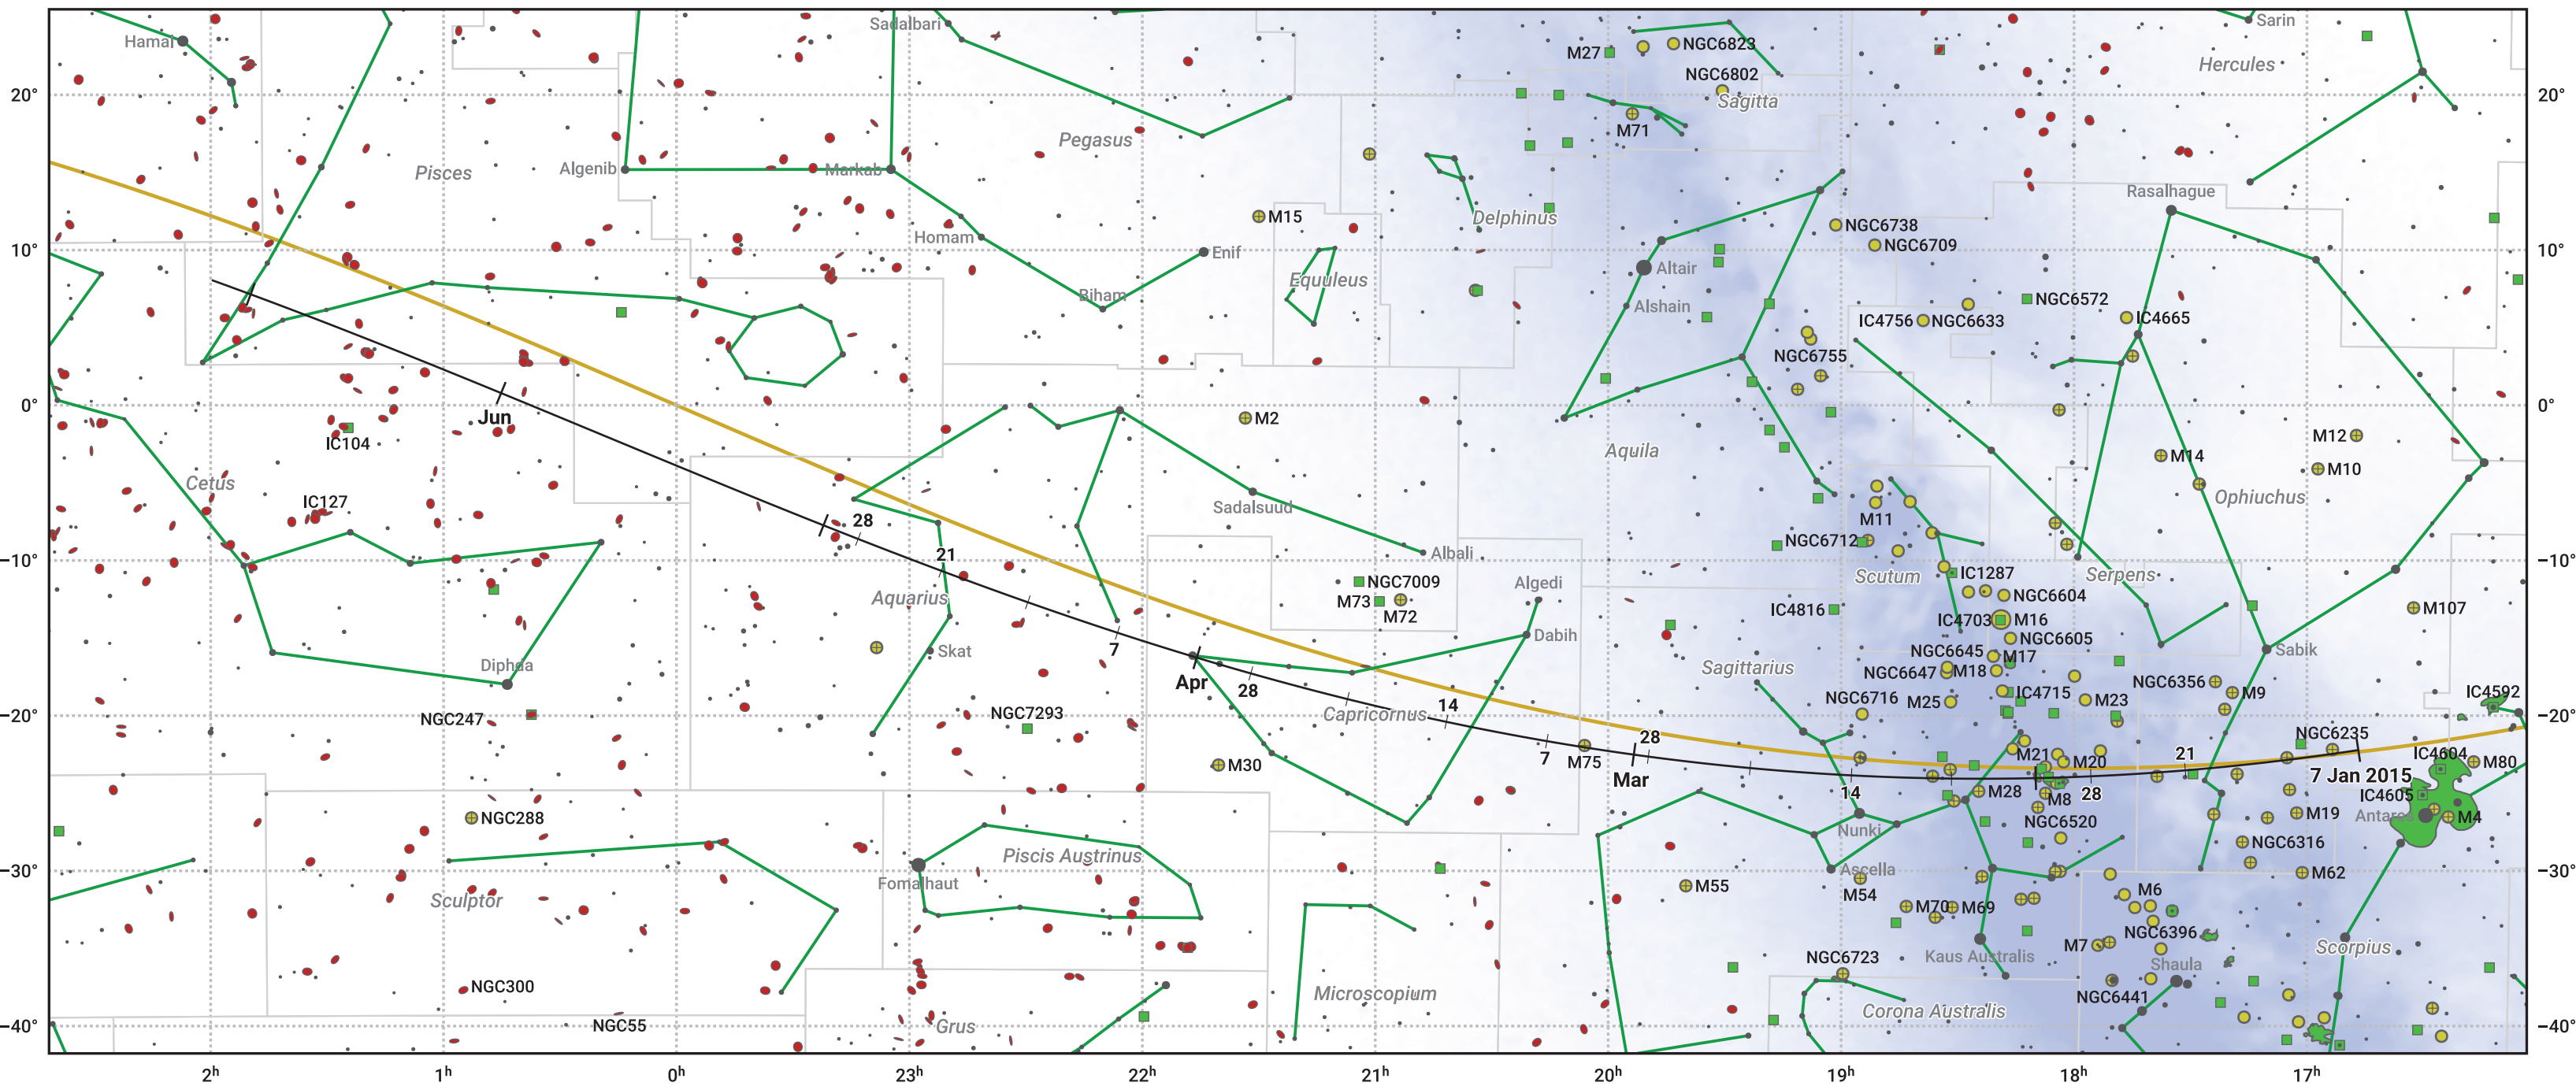 Hamal
Sadalbari
M27
NGC6823
Sarin
NGC6802
Hercules
20°
Sagitta
20°
M71
Pegasus
Pisces
Algenib
Markab
Rasalhague
M15
Delphinus
NGC6738
Homam
NGC6709
10°
Enif
10°
Altair
Equuleus
Biham
NGC6572
Alshain
IC4756
NGC6633
IC4665
NGC6755
0°
Jun
M2
0°
IC104
M12
Aquila
M14
M10
Cetus
IC127
Sadalsuud
Ophiuchus
28
M11
NGC6712
21
Albali
−10°
−10°
Scutum
IC1287
Serpens
NGC7009
Algedi
Aquarius
M73
NGC6604
M72
IC4816
M107
IC4703
M16
Dabih
NGC6605
7
Skat
NGC6645
M17
Sabik
Diphda
Sagittarius
NGC6647
M18
Apr
28
NGC6356
M9
IC4592
NGC6716
M25
IC4715
M23
14
Capricornus
NGC247
NGC7293
−20°
−20°
28
NGC6235
7
M75
M21
M20
21
IC4604
M80
M30
Mar
7 Jan 2015
14
M28
M8
28
IC4605
NGC288
NGC6520
M19
Antares
M4
Nunki
NGC6316
Piscis Austrinus
−30°
Fomalhaut
Ascella
M62
−30°
M55
M54
M6
Sculptor
M70
M69
NGC6396
M7
Scorpius
NGC6723
Kaus Australis
Shaula
NGC300
Microscopium
NGC6441
Corona Australis
−40°
NGC55
Grus
−40°
2h
1h
0h
23h
22h
21h
20h
19h
18h
17h